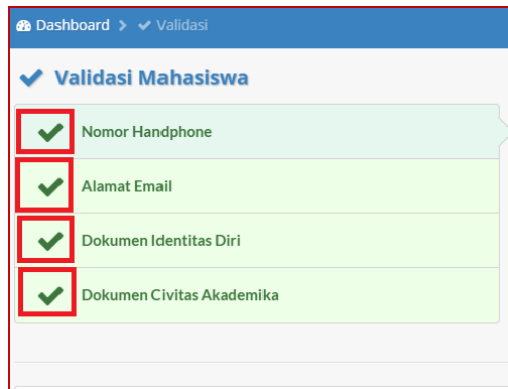 Dashboard > Validasi
Validasi Mahasiswa
Nomor Handphone
Alamat Email
Dokumen Identitas Diri
Dokumen Civitas Akademika